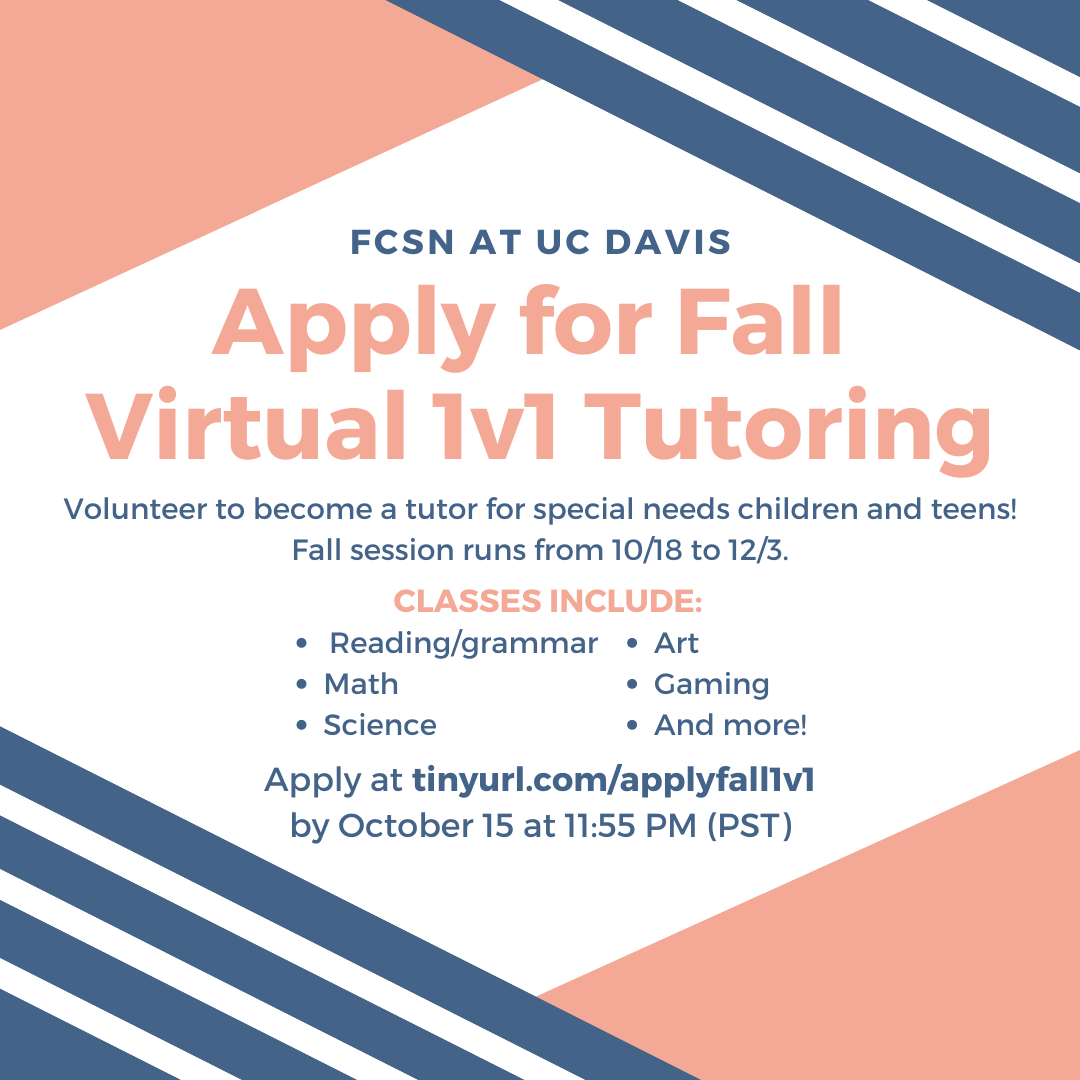 FCSN AT UC DAVIS
Apply for Fall
Virtual 1v1 Tutoring
Volunteer to become a tutor for special needs children and teens!
Fall session runs from 10/18 to 12/3.
CLASSES INCLUDE:
• Reading/grammar
• Math
• Science
• Art
• Gaming
• And more!
Apply at tinyurl.com/applyfall1v1
by October 15 at 11:55 PM (PST)